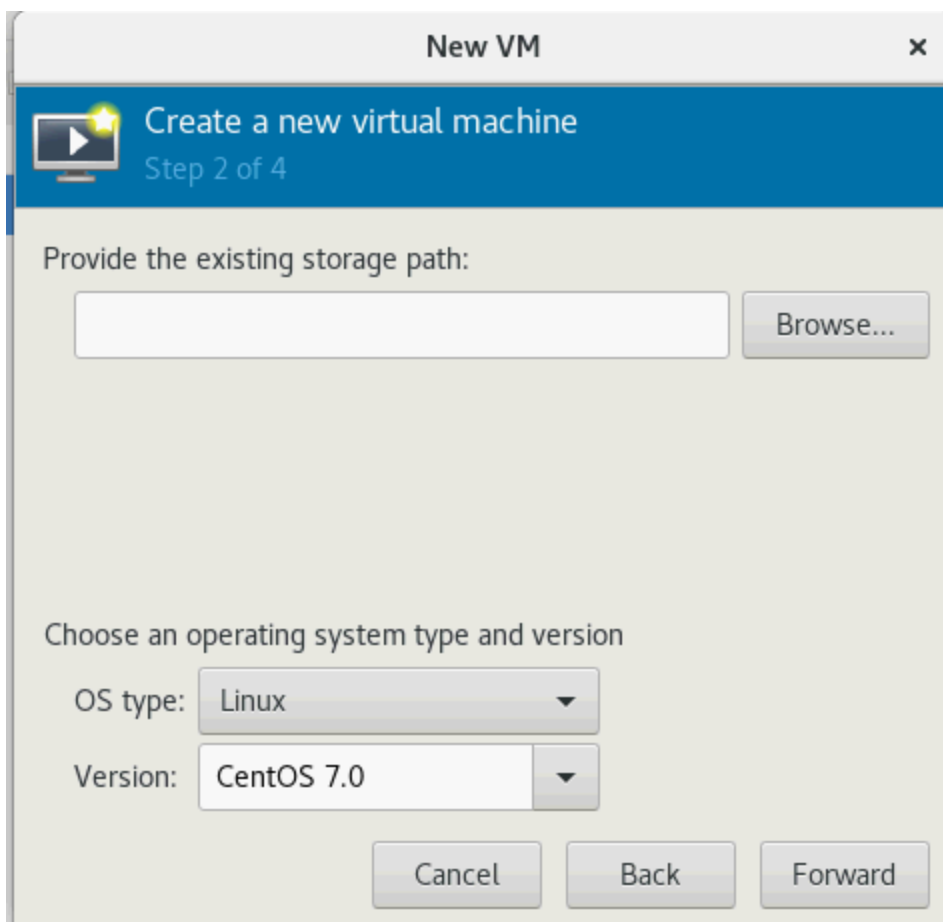 New VM ×
Create a new virtual machine
Step 2 of 4
Provide the existing storage path:
Browse...
Choose an operating system type and version
OS type: Linux
Version: CentOS 7.0
Cancel Back Forward